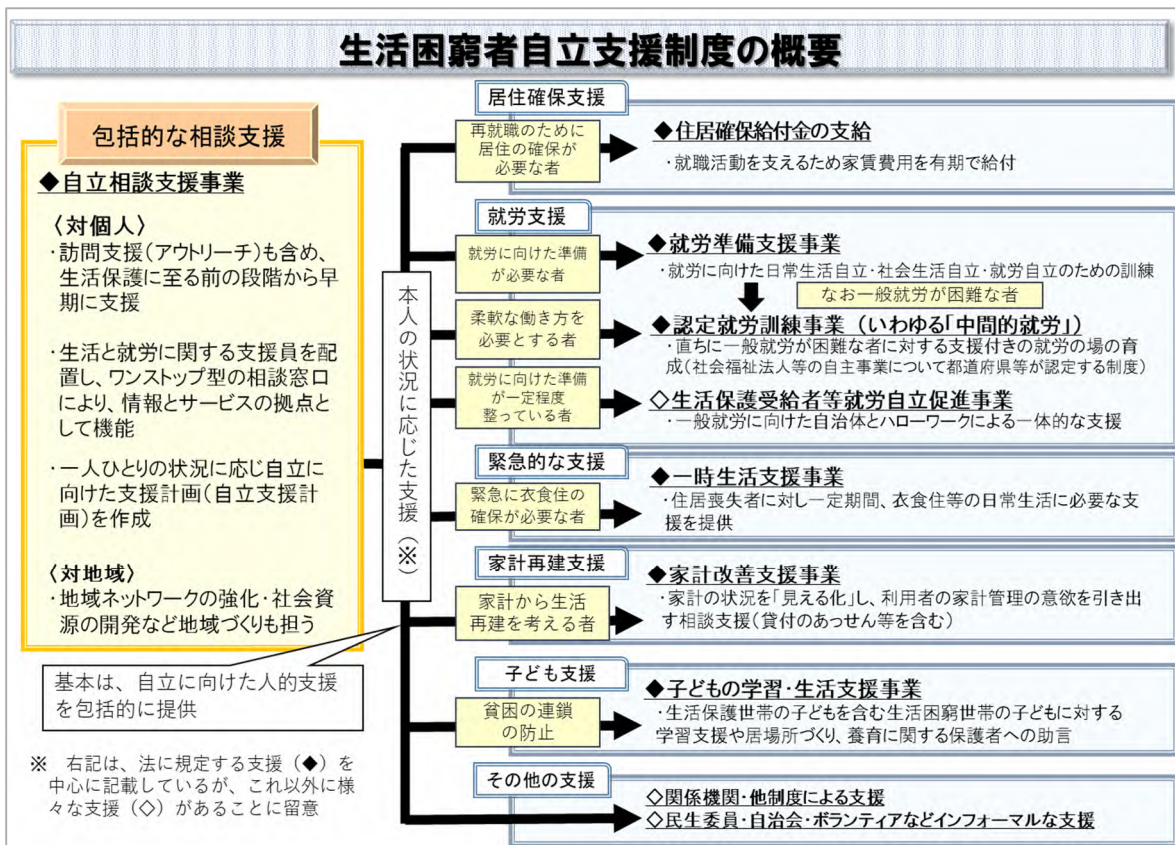 生活困窮者自立支援制度の概要
包括的な相談支援
◆自立相談支援事業
〈対個人〉
・訪問支援（アウトリーチ）も含め、
生活保護に至る前の段階から早
期に支援
・生活と就労に関する支援員を配
置し、ワンストップ型の相談窓口
により、情報とサービスの拠点と
して機能
・一人ひとりの状況に応じ自立に
向けた支援計画（自立支援計
画）を作成
〈対地域〉
・地域ネットワークの強化・社会資
源の開発など地域づくりも担う
基本は、自立に向けた人的支援
を包括的に提供
※　右記は、法に規定する支援（◆）を
中心に記載しているが、これ以外に様
々な支援（◇）があることに留意
本人の状況に応じた支援（※）
居住確保支援
再就職のために
居住の確保が
必要な者
◆住居確保給付金の支給
・就職活動を支えるため家賃費用を有期で給付
就労支援
就労に向けた準備
が必要な者
◆就労準備支援事業
・就労に向けた日常生活自立・社会生活自立・就労自立のための訓練
なお一般就労が困難な者
柔軟な働き方を
必要とする者
◆認定就労訓練事業（いわゆる「中間的就労」）
・直ちに一般就労が困難な者に対する支援付きの就労の場の育
成（社会福祉法人等の自主事業について都道府県等が認定する制度）
就労に向けた準備
が一定程度
整っている者
◇生活保護受給者等就労自立促進事業
・一般就労に向けた自治体とハローワークによる一体的な支援
緊急的な支援
緊急に衣食住の
確保が必要な者
◆一時生活支援事業
・住居喪失者に対し一定期間、衣食住等の日常生活に必要な支
援を提供
家計再建支援
家計から生活
再建を考える者
◆家計改善支援事業
・家計の状況を「見える化」し、利用者の家計管理の意欲を引き出
す相談支援（貸付のあっせん等を含む）
子ども支援
貧困の連鎖
の防止
◆子どもの学習・生活支援事業
・生活保護世帯の子どもを含む生活困窮世帯の子どもに対する
学習支援や居場所づくり、養育に関する保護者への助言
その他の支援
◇関係機関・他制度による支援
◇民生委員・自治会・ボランティアなどインフォーマルな支援